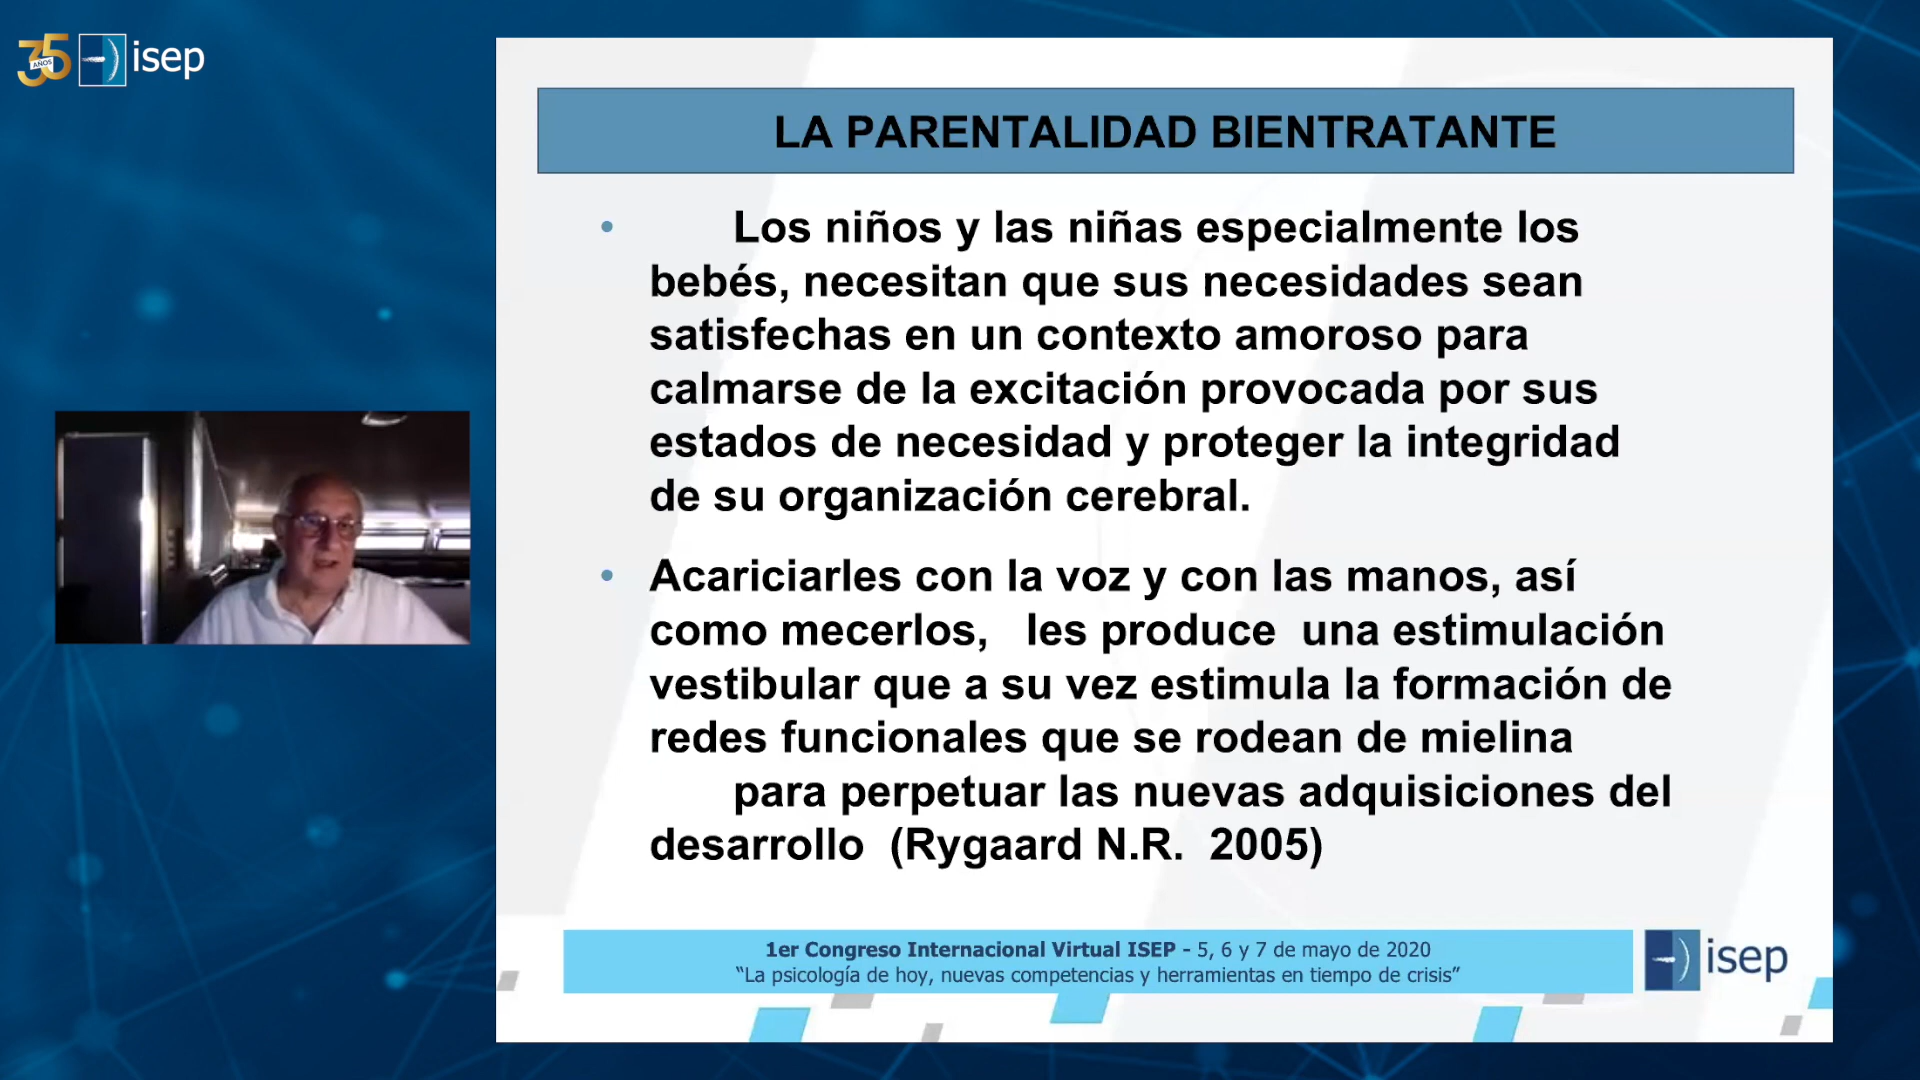 35
AÑOS
isep
LA PARENTALIDAD BIENTRATANTE
• Los niños y las niñas especialmente los
bebés, necesitan que sus necesidades sean
satisfechas en un contexto amoroso para
calmarse de la excitación provocada por sus
estados de necesidad y proteger la integridad
de su organización cerebral.
• Acariciarles con la voz y con las manos, así
como mecerlos, les produce una estimulación
vestibular que a su vez estimula la formación de
redes funcionales que se rodean de mielina
para perpetuar las nuevas adquisiciones del
desarrollo (Rygaard N.R. 2005)
1er Congreso Internacional Virtual ISEP - 5, 6 y 7 de mayo de 2020
“La psicología de hoy, nuevas competencias y herramientas en tiempo de crisis”
isep